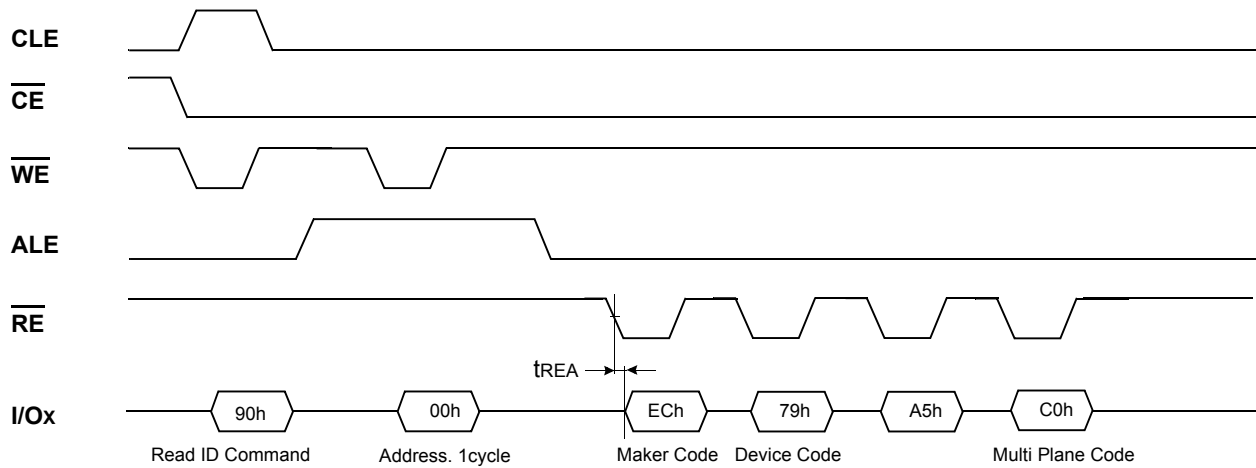 CLE
CE
WE
ALE
RE
tREA
I/Ox 90h 00h ECh 79h A5h C0h
Read ID Command Address. 1cycle Maker Code Device Code Multi Plane Code